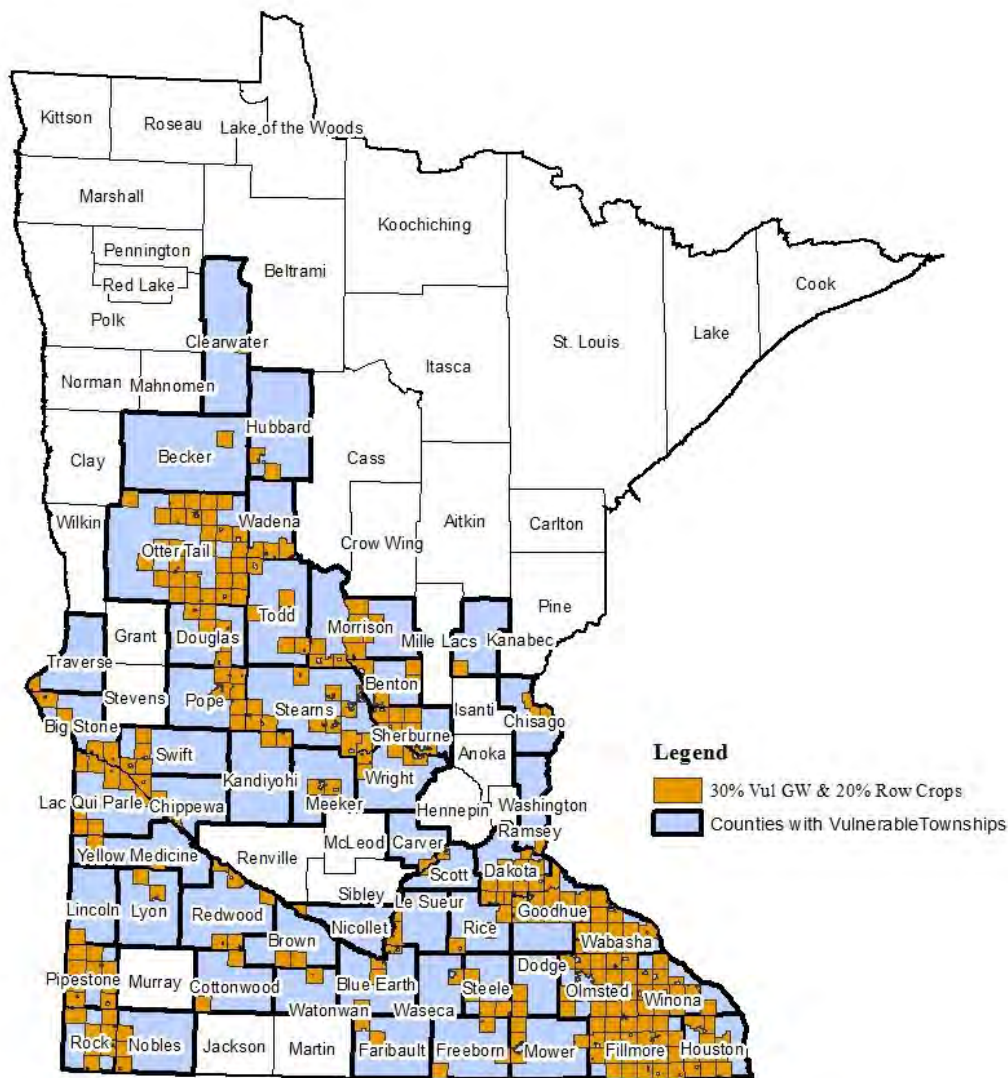 Kittson
Roseau
Lake of the Woods
Marshall
Koochiching
Pennington
Beltrami
Red Lake
Cook
Polk
Clearwater
St. Louis
Lake
Itasca
Norman
Mahnomen
Hubbard
Becker
Clay
Cass
Wilkin
Wadena
Aitkin
Carlton
Otter Tail
Crow Wing
Pine
Grant
Douglas
Todd
Morrison
Mille Lacs
Kanabec
Traverse
Benton
Stevens
Pope
Stearns
Isanti
Chisago
Big Stone
Sherburne
Swift
Anoka
Legend
Kandiyohi
Wright
30% Vul GW & 20% Row Crops
Lac Qui Parle
Chippewa
Meeker
Hennepin
Washington
Counties with VulnerableTownships
Ramsey
McLeod
Carver
Yellow Medicine
Renville
Scott
Dakota
Sibley
Le Sueur
Lincoln
Lyon
Redwood
Goodhue
Nicollet
Rice
Brown
Wabasha
Dodge
Pipestone
Murray
Cottonwood
Blue Earth
Steele
Olmsted
Winona
Watonwan
Waseca
Rock
Nobles
Jackson
Martin
Faribault
Freeborn
Mower
Fillmore
Houston